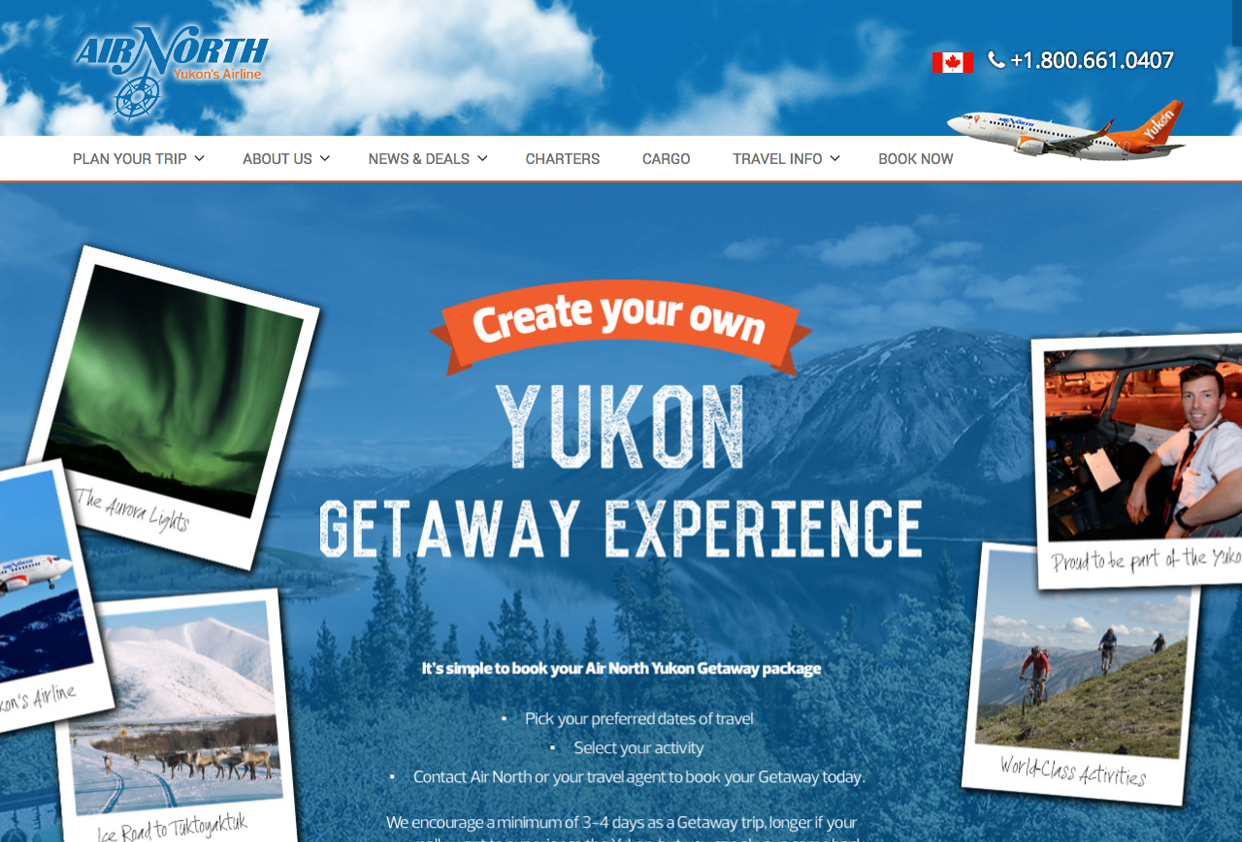 AIR NORTH
Yukon's Airline
+1.800.661.0407
Yukon
AIR NORTH
PLAN YOUR TRIP
ABOUT US
NEWS & DEALS
CHARTERS
CARGO
TRAVEL INFO
BOOK NOW
Create your own
YUKON
GETAWAY EXPERIENCE
The Aurora Lights
kon's Airline
Ice Road to Tuktoyaktuk
Proud to be part of the Yuko
World-Class Activities
It's simple to book your Air North Yukon Getaway package
• Pick your preferred dates of travel
• Select your activity
• Contact Air North or your travel agent to book your Getaway today.
We encourage a minimum of 3-4 days as a Getaway trip, longer if your